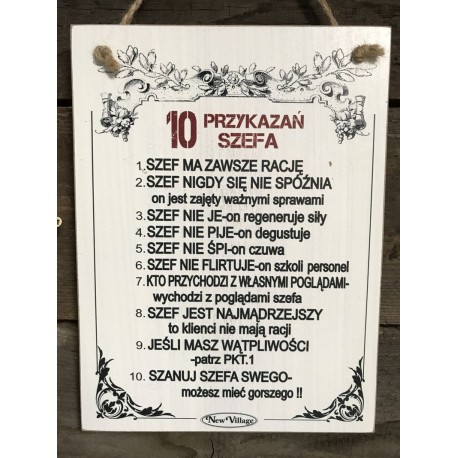 10 PRZYKAZAŃ
SZEFA
1. SZEF MA ZAWSZE RACJĘ
2. SZEF NIGDY SIĘ NIE SPÓŹNIA
on jest zajęty ważnymi sprawami
3. SZEF NIE JE-on regeneruje siły
4. SZEF NIE PIJE-on degustuje
5. SZEF NIE ŚPI-on czuwa
6. SZEF NIE FLIRTUJE-on szkoli personel
7. KTO PRZYCHODZI Z WŁASNYMI POGLĄDAMI-
wychodzi z poglądami szefa
8. SZEF JEST NAJMĄDRZEJSZY
to klienci nie mają racji
9. JEŚLI MASZ WĄTPLIWOŚCI
-patrz PKT.1
10. SZANUJ SZEFA SWEGO-
możesz mieć gorszego !!
New Village